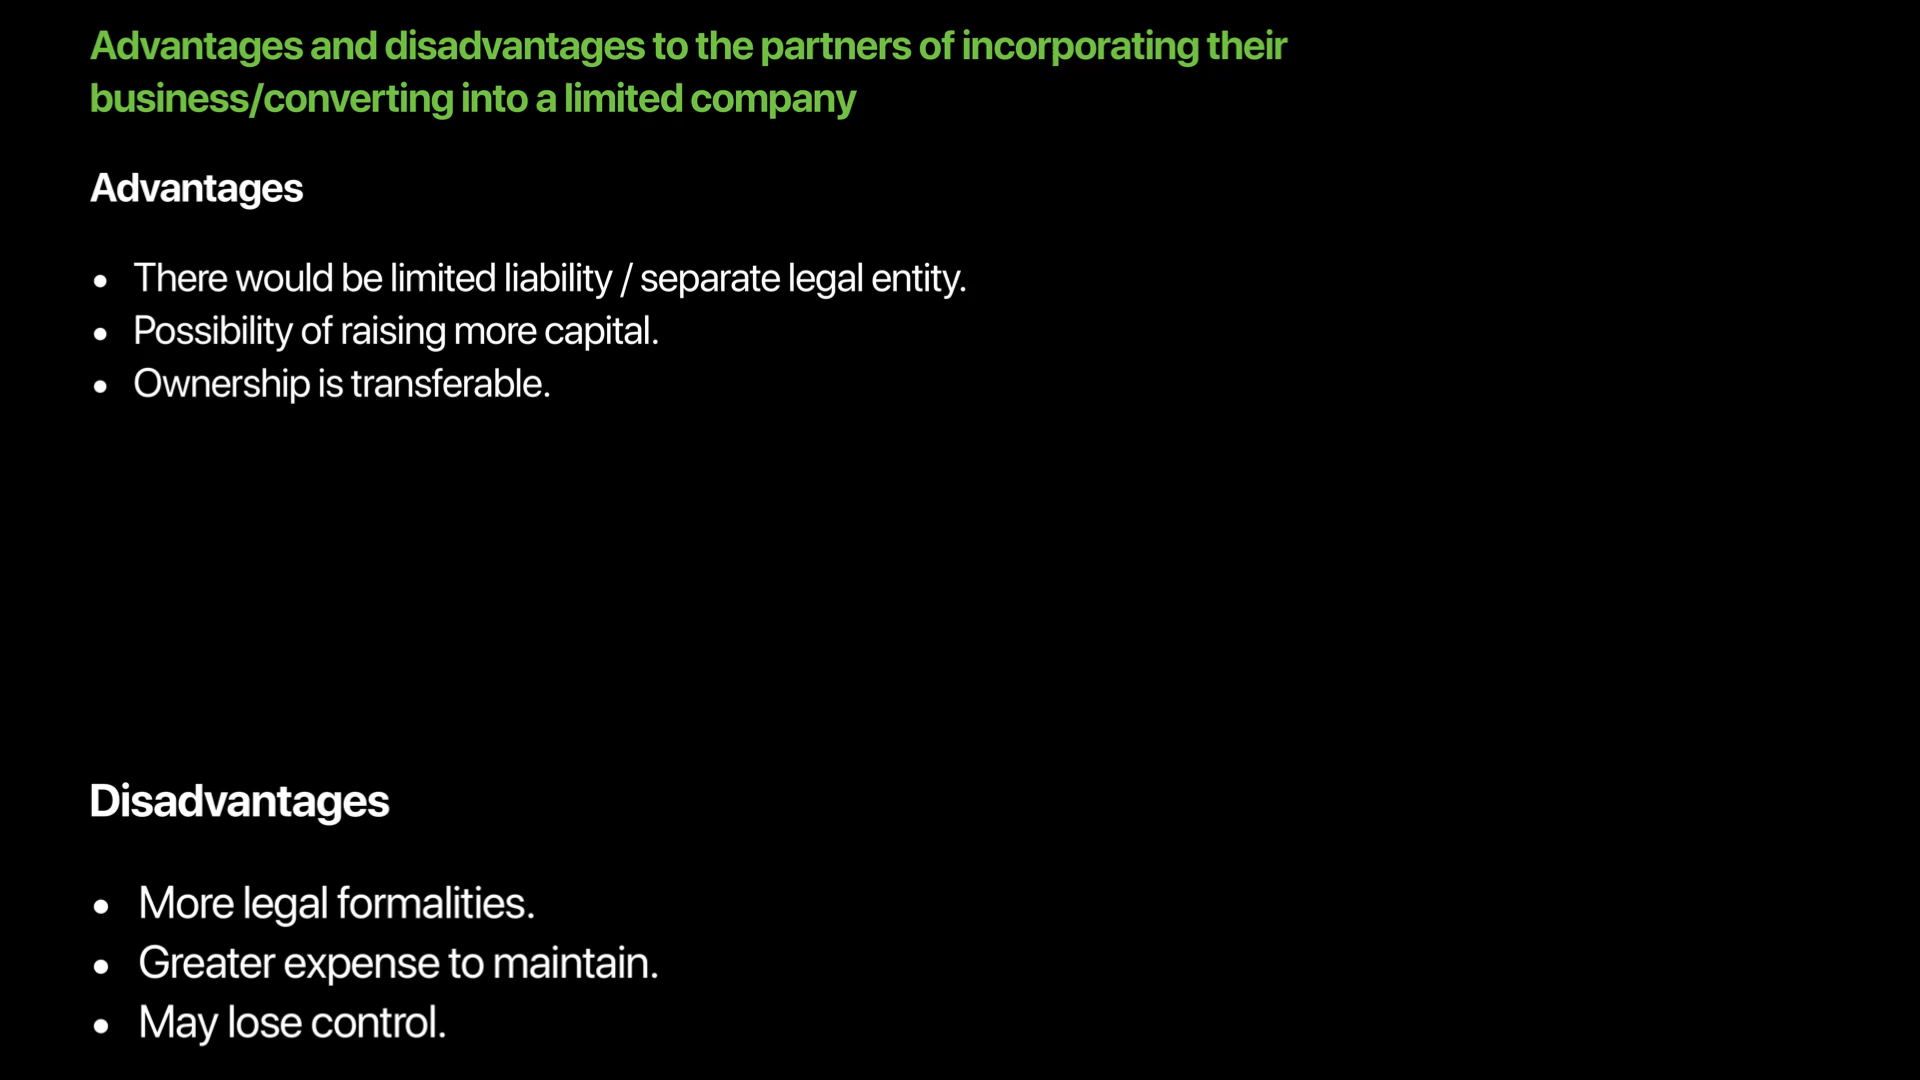 Advantages and disadvantages to the partners of incorporating their
business/converting into a limited company
Advantages
• There would be limited liability / separate legal entity.
• Possibility of raising more capital.
• Ownership is transferable.
Disadvantages
• More legal formalities.
• Greater expense to maintain.
• May lose control.